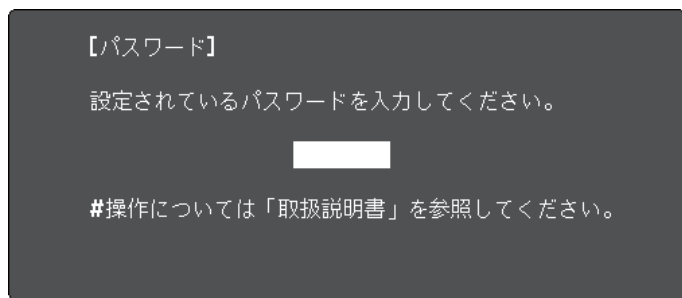 【パスワード】
設定されているパスワードを入力してください。
#操作については「取扱説明書」を参照してください。